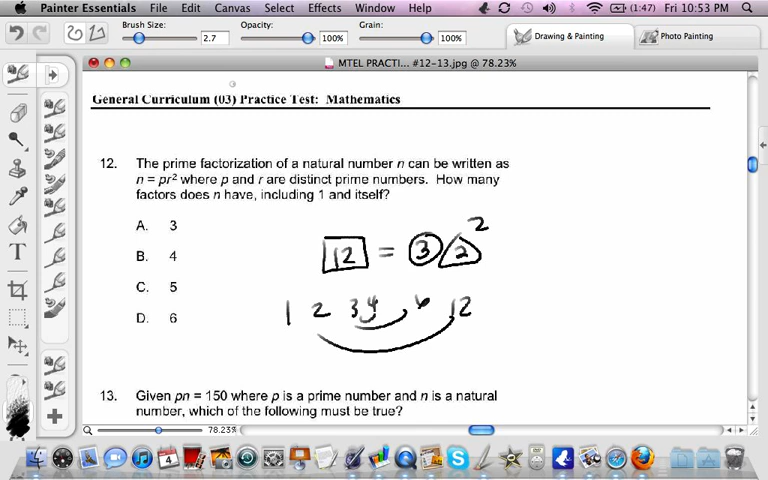 Painter Essentials File Edit Canvas Select Effects Window Help (1:47) Fri 10:53 PM
Brush Size: Opacity: Grain:
2.7 100% 100% Drawing & Painting Photo Painting
MTEL PRACTI... #12-13.jpg @ 78.23%
General Curriculum (03) Practice Test: Mathematics
12. The prime factorization of a natural number n can be written as
n = pr² where p and r are distinct prime numbers. How many
factors does n have, including 1 and itself?
A. 3
B. 4
C. 5
D. 6
12 = 3 2²
1 2 3 4 6 12
13. Given pn = 150 where p is a prime number and n is a natural
number, which of the following must be true?
78.23%